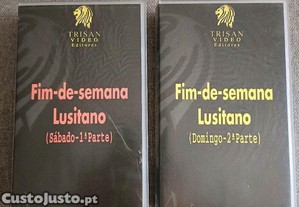 TRISAN
VIDEO
Editores
Fim-de-semana
Lusitano
(Sábado-1ªParte)
TRISAN
VIDEO
Editores
Fim-de-semana
Lusitano
(Domingo-2ªParte)
CustoJusto.pt